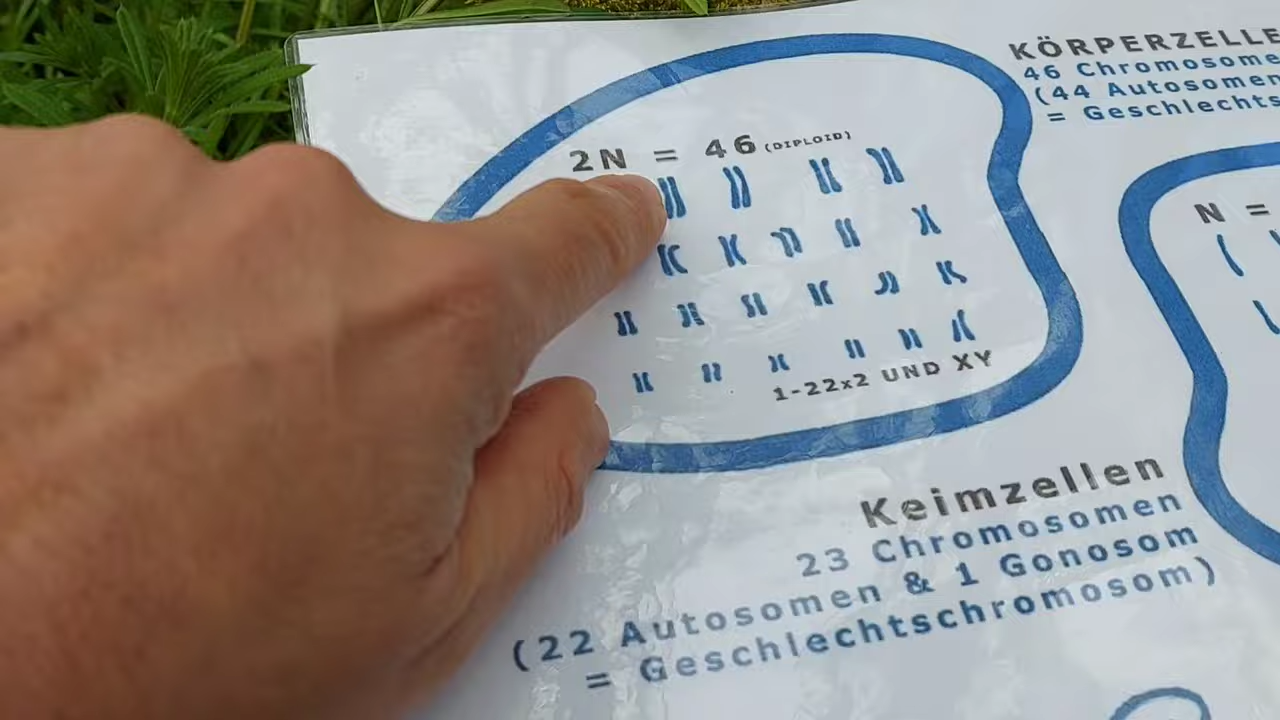 KÖRPERZELLE
46 Chromosome
(44 Autosomen
= Geschlechts
2N = 46 (DIPLOID)
N =
1-22x2 UND XY
Keimzellen
23 Chromosomen
(22 Autosomen & 1 Gonosom
= Geschlechtschromosom)